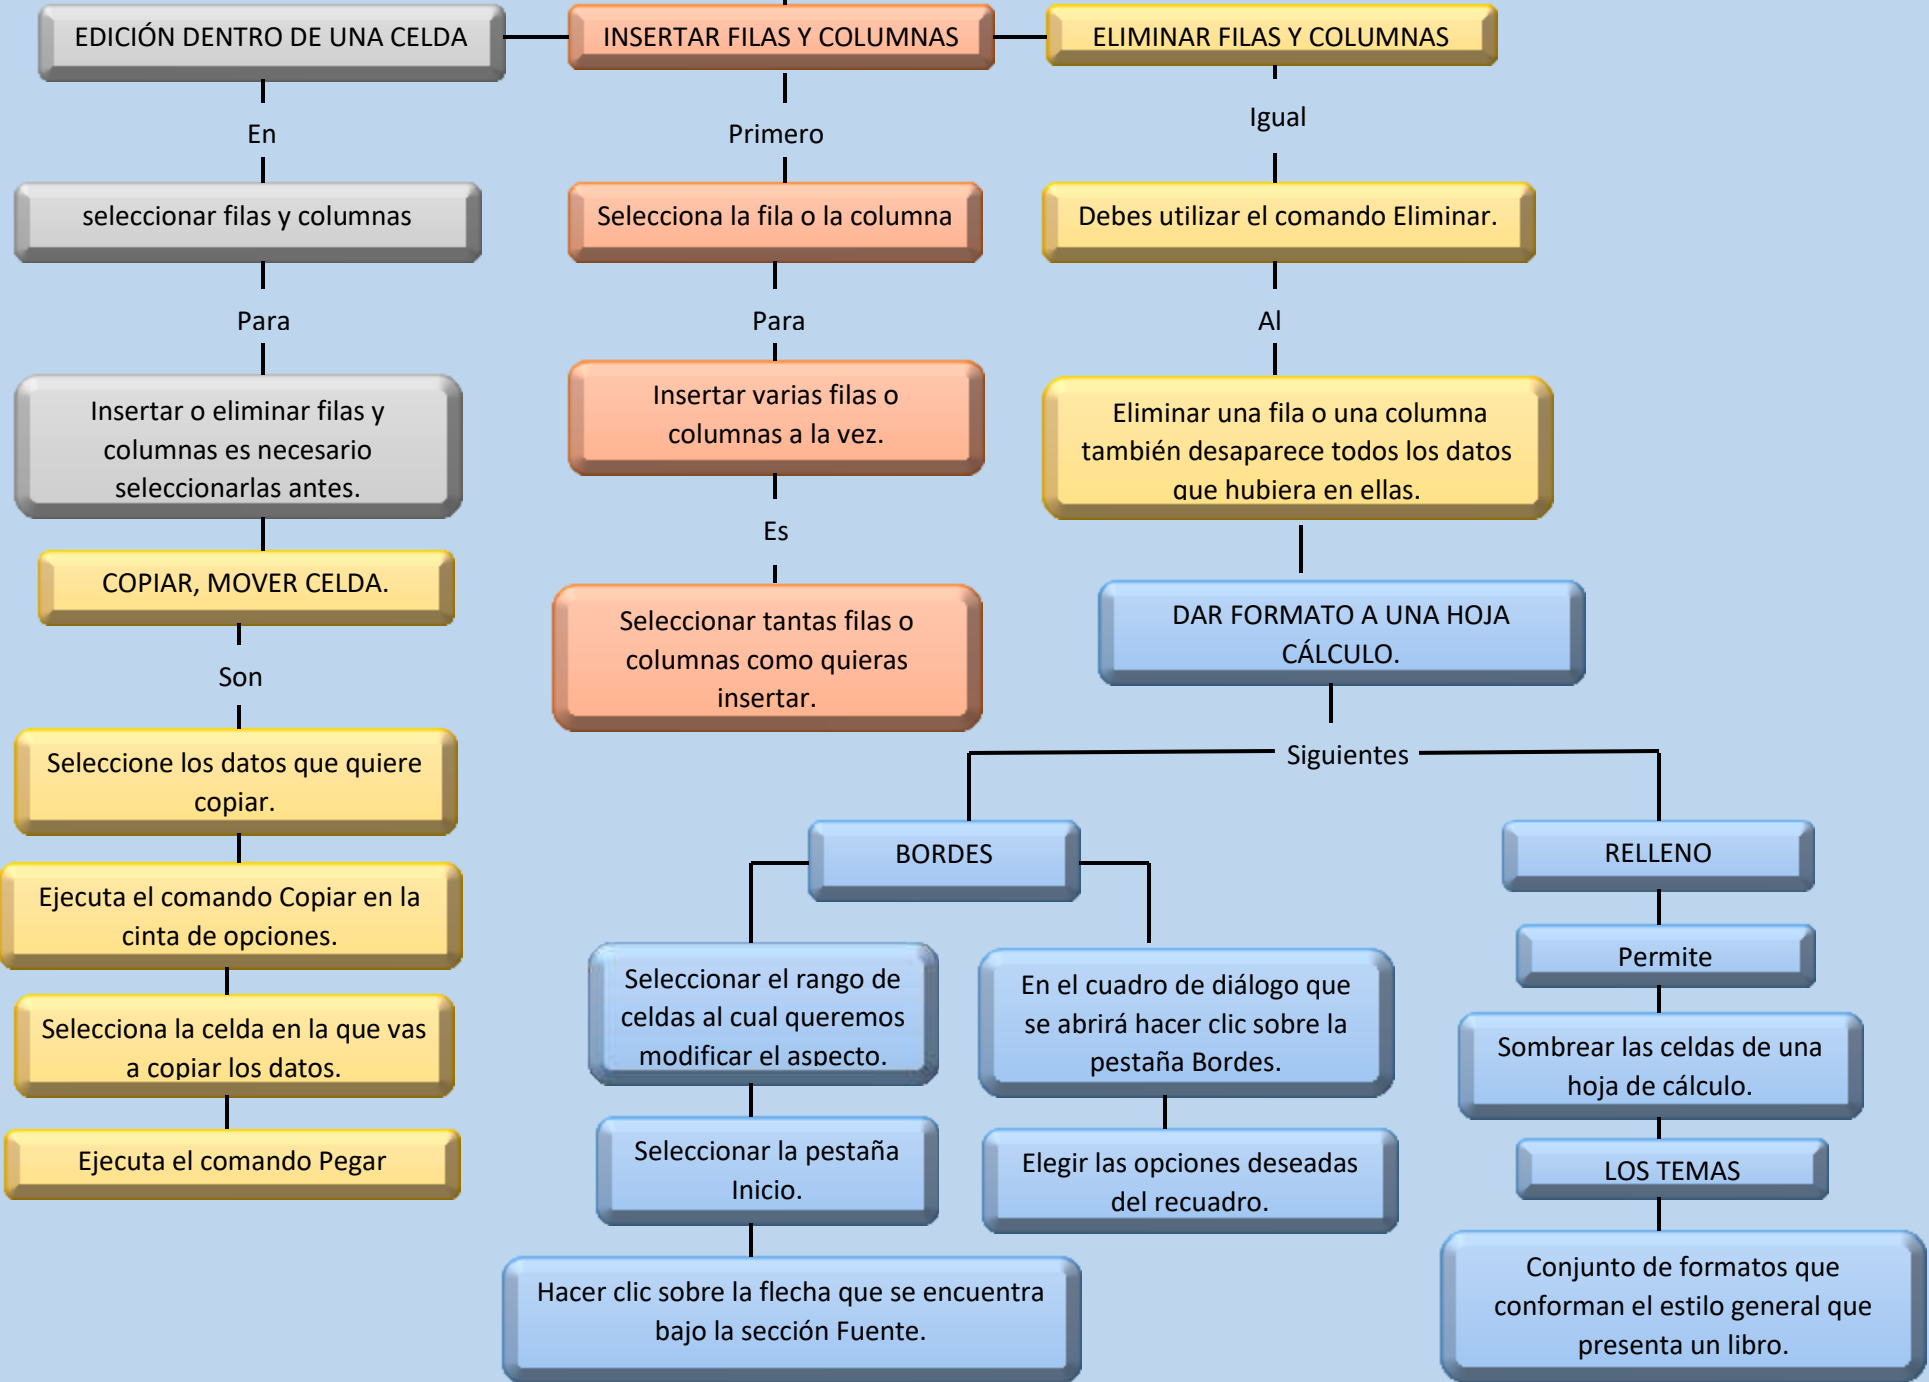 EDICIÓN DENTRO DE UNA CELDA
INSERTAR FILAS Y COLUMNAS
ELIMINAR FILAS Y COLUMNAS
En
seleccionar filas y columnas
Para
Insertar o eliminar filas y
columnas es necesario
seleccionarlas antes.
COPIAR, MOVER CELDA.
Son
Seleccione los datos que quiere
copiar.
Ejecuta el comando Copiar en la
cinta de opciones.
Selecciona la celda en la que vas
a copiar los datos.
Ejecuta el comando Pegar
Primero
Selecciona la fila o la columna
Para
Insertar varias filas o
columnas a la vez.
Es
Seleccionar tantas filas o
columnas como quieras
insertar.
Igual
Debes utilizar el comando Eliminar.
Al
Eliminar una fila o una columna
también desaparece todos los datos
que hubiera en ellas.
DAR FORMATO A UNA HOJA
CÁLCULO.
Siguientes
BORDES
Seleccionar el rango de
celdas al cual queremos
modificar el aspecto.
Seleccionar la pestaña
Inicio.
Hacer clic sobre la flecha que se encuentra
bajo la sección Fuente.
En el cuadro de diálogo que
se abrirá hacer clic sobre la
pestaña Bordes.
Elegir las opciones deseadas
del recuadro.
RELLENO
Permite
Sombrear las celdas de una
hoja de cálculo.
LOS TEMAS
Conjunto de formatos que
conforman el estilo general que
presenta un libro.